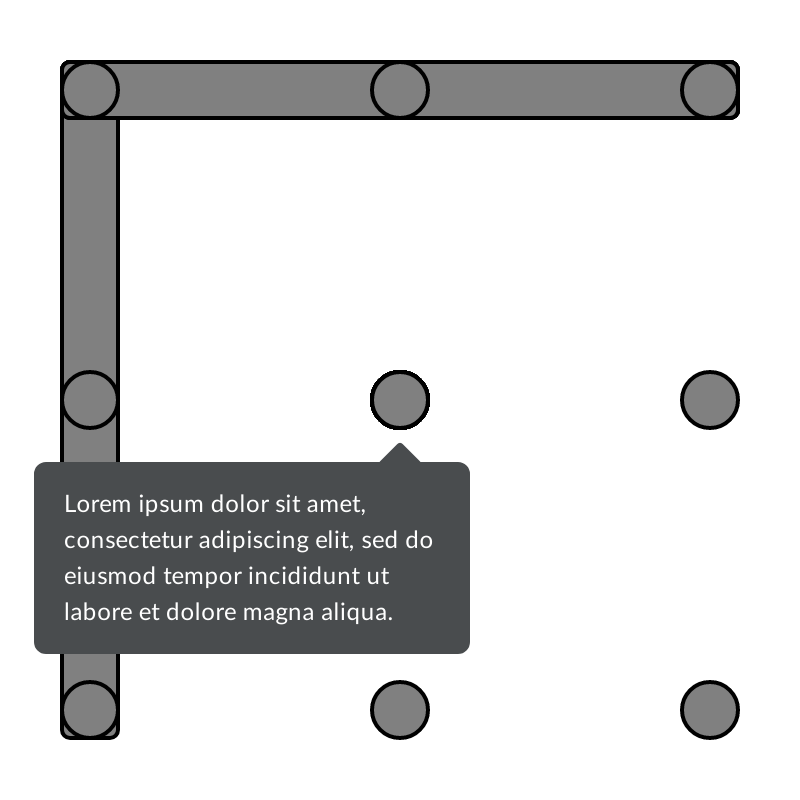 Lorem ipsum dolor sit amet,
consectetur adipiscing elit, sed do
eiusmod tempor incididunt ut
labore et dolore magna aliqua.